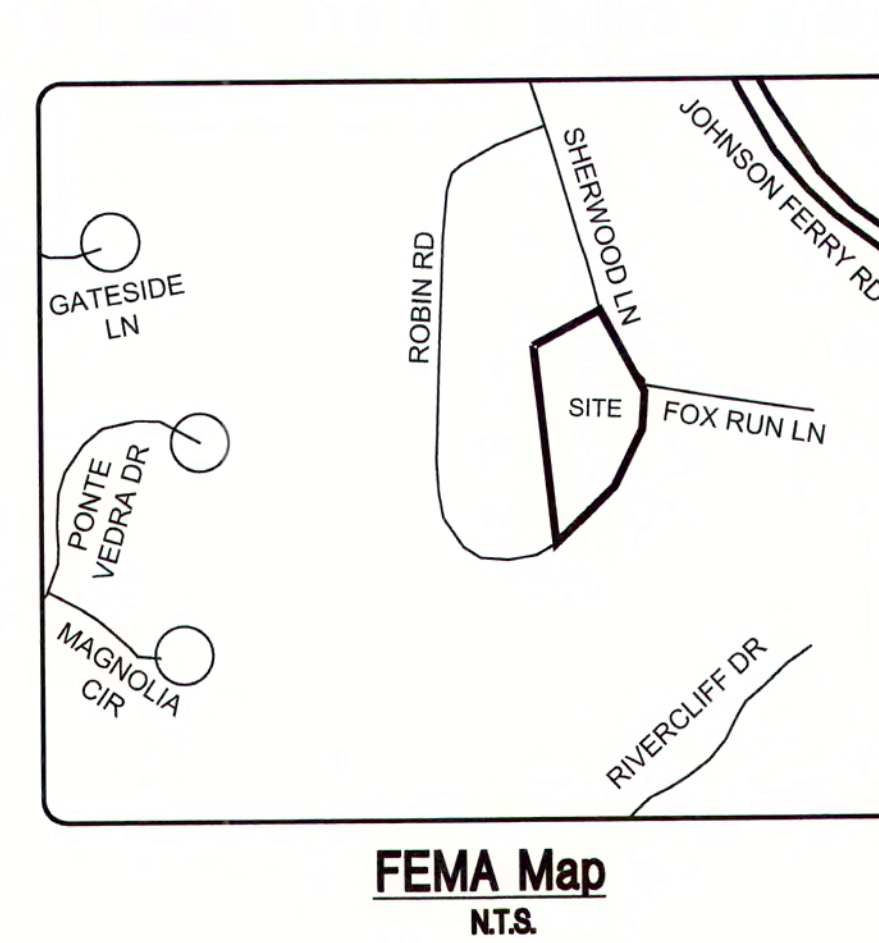 SHERWOOD LN
JOHNSON FERRY RD
ROBIN RD
GATESIDE
LN
SITE
FOX RUN LN
PONTE
VEDRA DR
MAGNOLIA
CIR
RIVERCLIFF DR
FEMA Map
N.T.S.